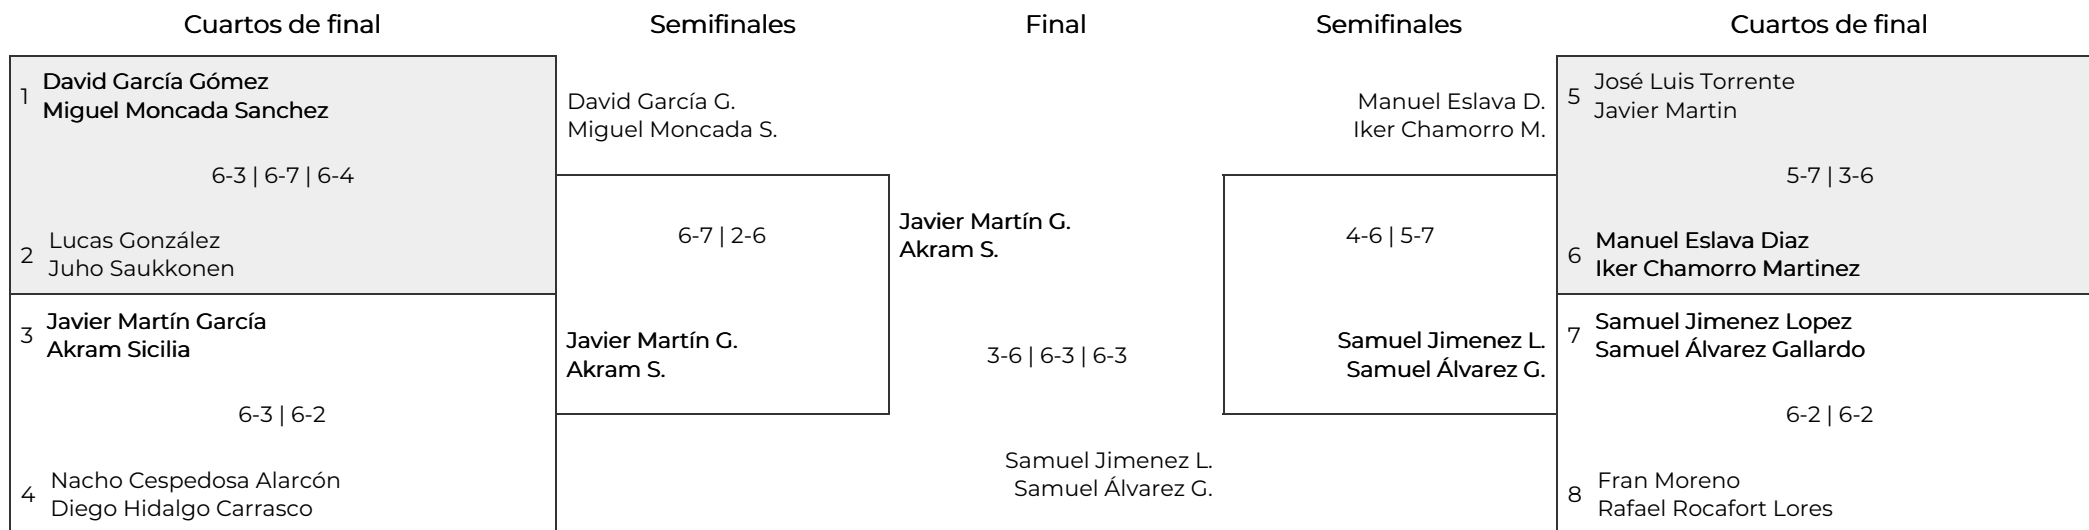 Cuartos de final
Semifinales
Final
Semifinales
Cuartos de final
1
David García Gómez
Miguel Moncada Sanchez
6-3 | 6-7 | 6-4
2
Lucas González
Juho Saukkonen
3
Javier Martín García
Akram Sicilia
6-3 | 6-2
4
Nacho Cespedosa Alarcón
Diego Hidalgo Carrasco
David García G.
Miguel Moncada S.
6-7 | 2-6
Javier Martín G.
Akram S.
Javier Martín G.
Akram S.
3-6 | 6-3 | 6-3
Samuel Jimenez L.
Samuel Álvarez G.
Manuel Eslava D.
Iker Chamorro M.
4-6 | 5-7
Samuel Jimenez L.
Samuel Álvarez G.
5
José Luis Torrente
Javier Martin
5-7 | 3-6
6
Manuel Eslava Diaz
Iker Chamorro Martinez
7
Samuel Jimenez Lopez
Samuel Álvarez Gallardo
6-2 | 6-2
8
Fran Moreno
Rafael Rocafort Lores